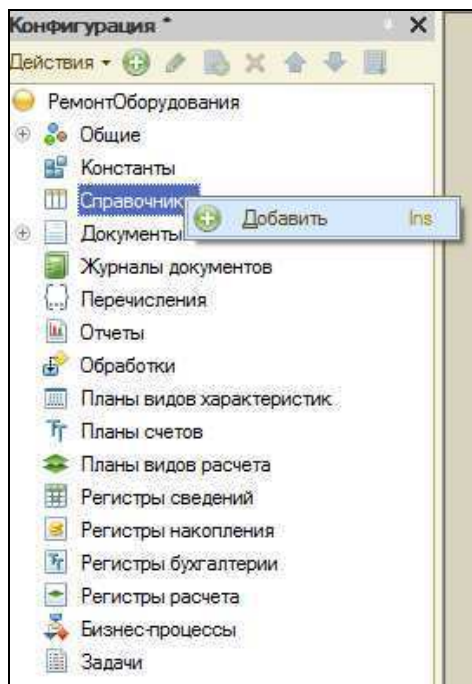 Конфигурация *
Действия
РемонтОборудования
Общие
Константы
Справочник
Добавить Ins
Документы
Журналы документов
Перечисления
Отчеты
Обработки
Планы видов характеристик
Планы счетов
Планы видов расчета
Регистры сведений
Регистры накопления
Регистры бухгалтерии
Регистры расчета
Бизнес-процессы
Задачи